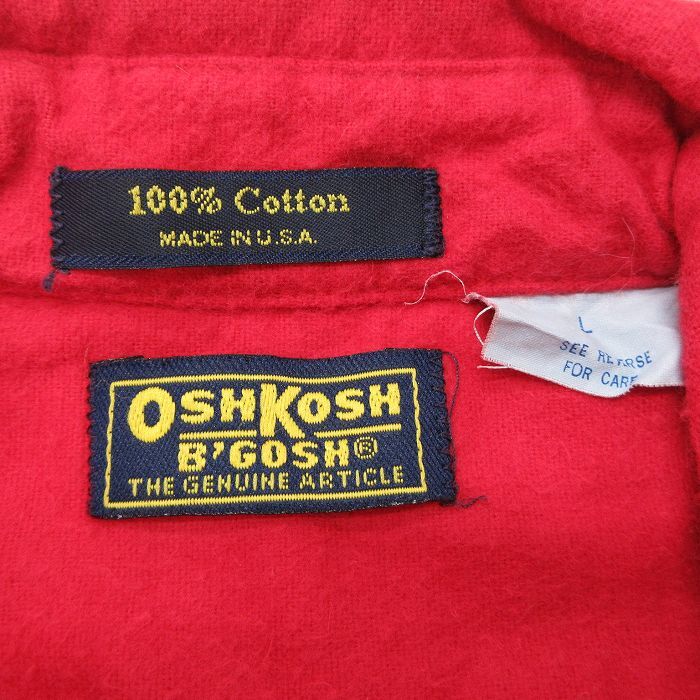 100% Cotton
MADE IN U.S.A.
L
SEE REVERSE
FOR CARE
OSHKOSH
B'GOSH®
THE GENUINE ARTICLE